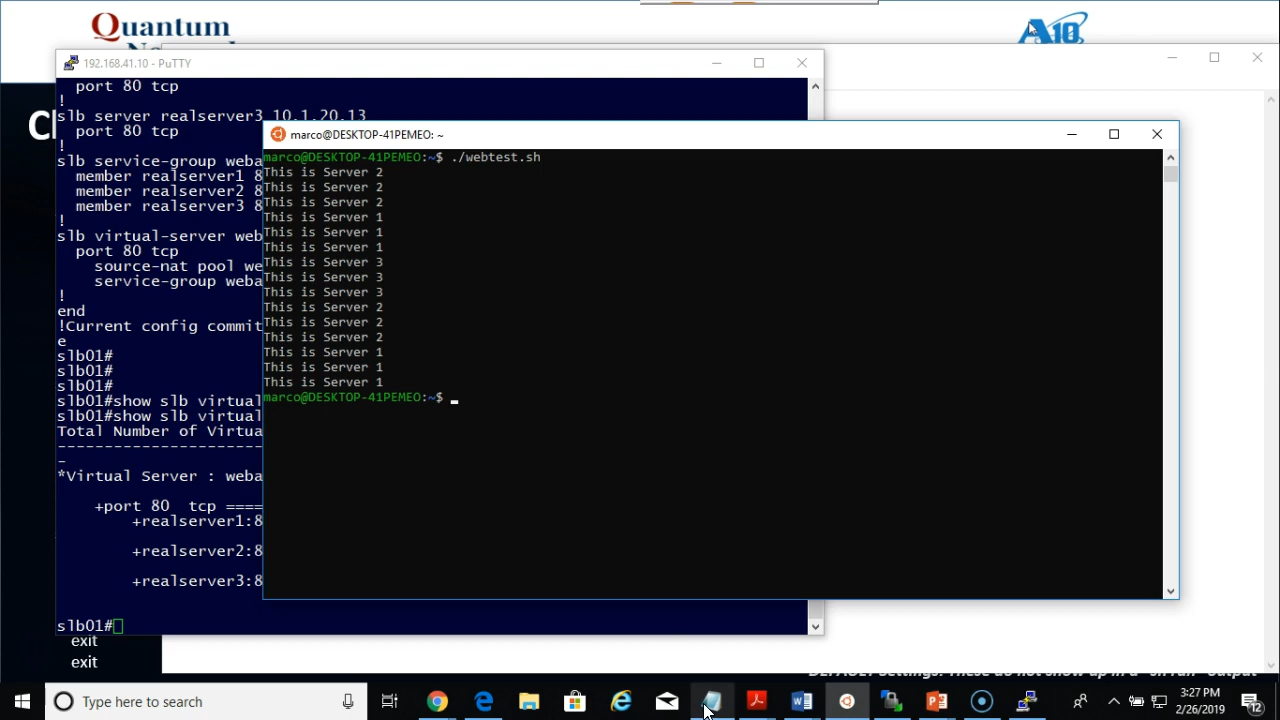 Quantum
A10
192.168.41.10 - PuTTY
port 80 tcp
!
slb server realserver3 10.1.20.13
port 80 tcp
!
slb service-group weba
member realserver1 8
member realserver2 8
member realserver3 8
!
slb virtual-server web
port 80 tcp
source-nat pool we
service-group weba
!
end
!Current config commit
e
slb01#
slb01#
slb01#
slb01#show slb virtual
slb01#show slb virtual
Total Number of Virtua
-----------------------
-
*Virtual Server : weba
+port 80 tcp ====
+realserver1:8
+realserver2:8
+realserver3:8
slb01#
exit
exit
marco@DESKTOP-41PEMEO: ~
marco@DESKTOP-41PEMEO:~$ ./webtest.sh
This is Server 2
This is Server 2
This is Server 2
This is Server 1
This is Server 1
This is Server 1
This is Server 3
This is Server 3
This is Server 3
This is Server 2
This is Server 2
This is Server 2
This is Server 1
This is Server 1
This is Server 1
marco@DESKTOP-41PEMEO:~$
Type here to search
3:27 PM
2/26/2019
12